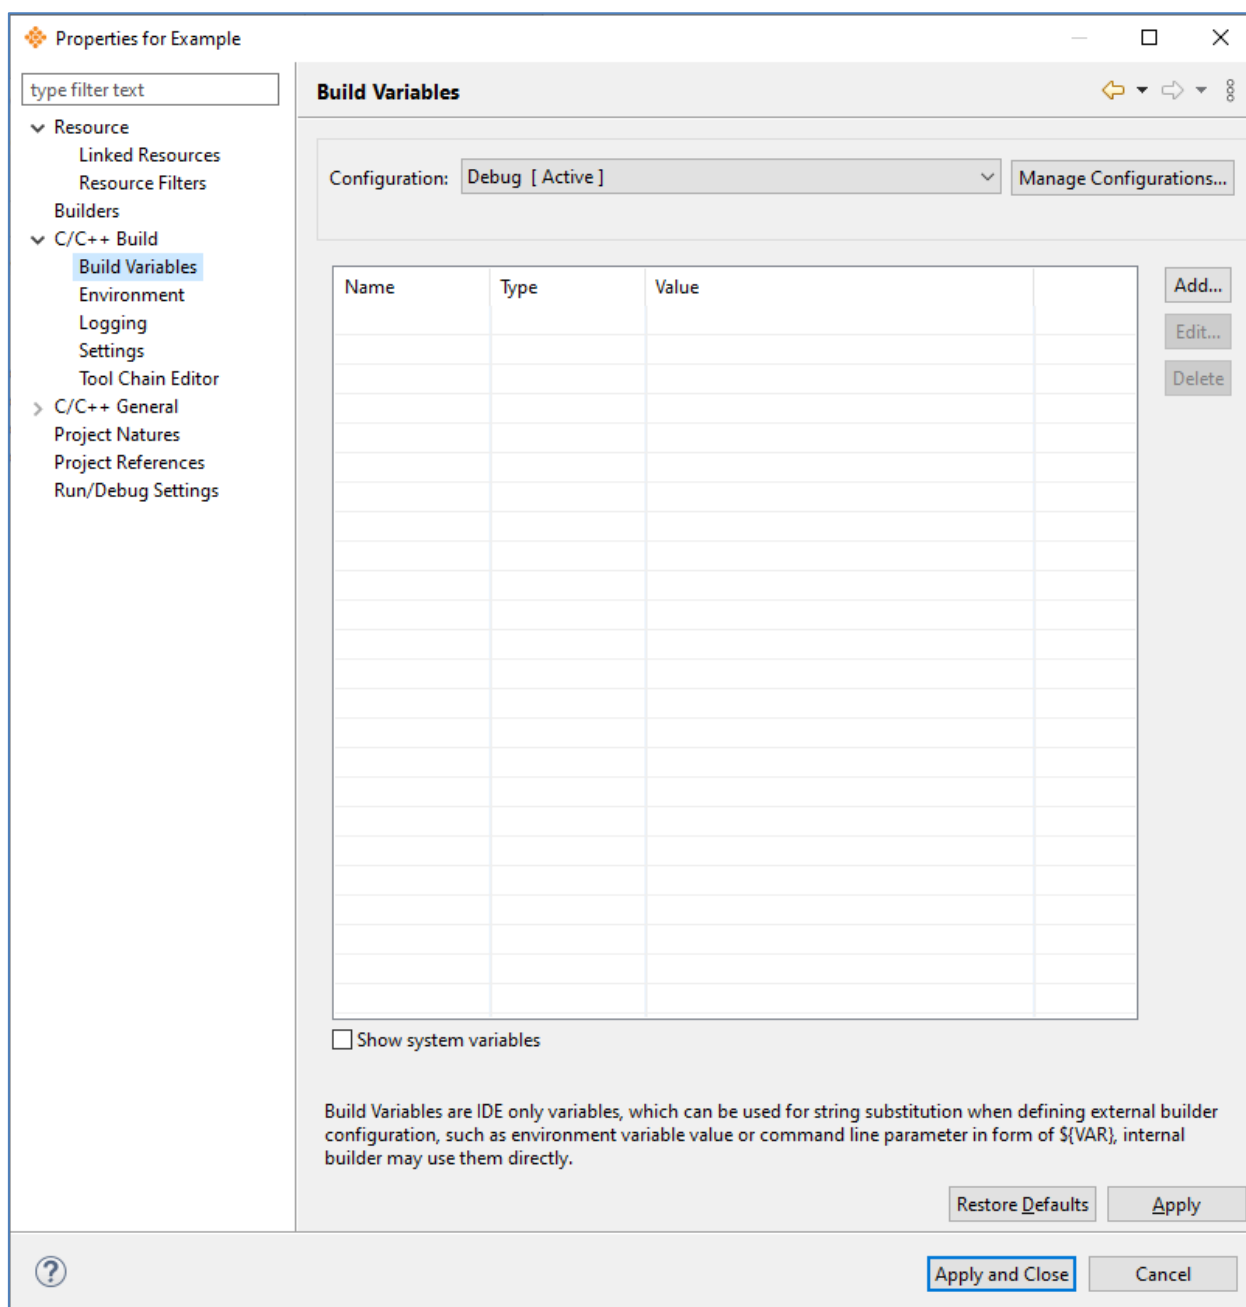 Properties for Example
type filter text
Resource
Linked Resources
Resource Filters
Builders
C/C++ Build
Build Variables
Environment
Logging
Settings
Tool Chain Editor
C/C++ General
Project Natures
Project References
Run/Debug Settings
Build Variables
Configuration: Debug [ Active ] Manage Configurations...
Name Type Value
Add...
Edit...
Delete
Show system variables
Build Variables are IDE only variables, which can be used for string substitution when defining external builder
configuration, such as environment variable value or command line parameter in form of ${VAR}, internal
builder may use them directly.
Restore Defaults Apply
Apply and Close Cancel